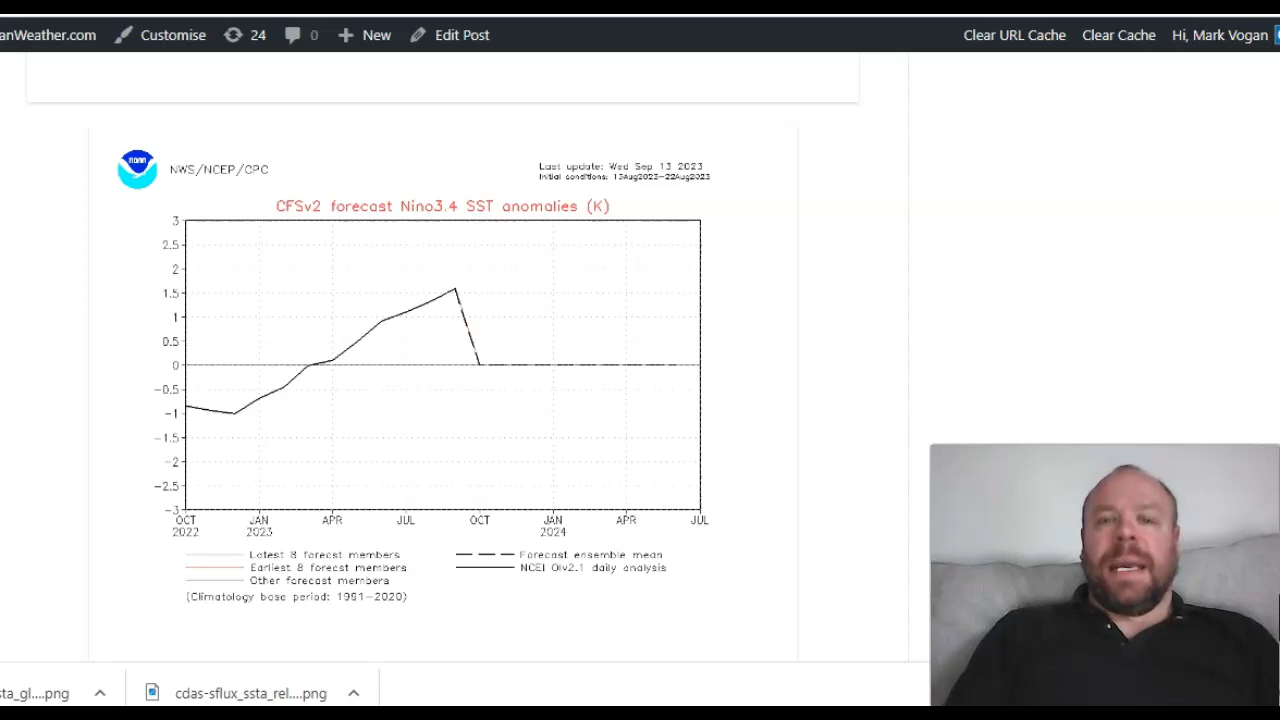 anWeather.com Customise 24 0 New Edit Post Clear URL Cache Clear Cache Hi, Mark Vogan
noaa
NWS/NCEP/CPC
Last update: Wed Sep 13 2023
Initial conditions: 13Aug2023–22Aug2023
CFSv2 forecast Nino3.4 SST anomalies (K)
3
2.5
2
1.5
1
0.5
0
−0.5
−1
−1.5
−2
−2.5
−3
OCT JAN APR JUL OCT JAN APR JUL
2022 2023 2024
Latest 8 forecast members
Earliest 8 forecast members
Other forecast members
(Climatology base period: 1991–2020)
Forecast ensemble mean
NCEI OIv2.1 daily analysis
sta_gl....png cdas-sflux_ssta_rel....png